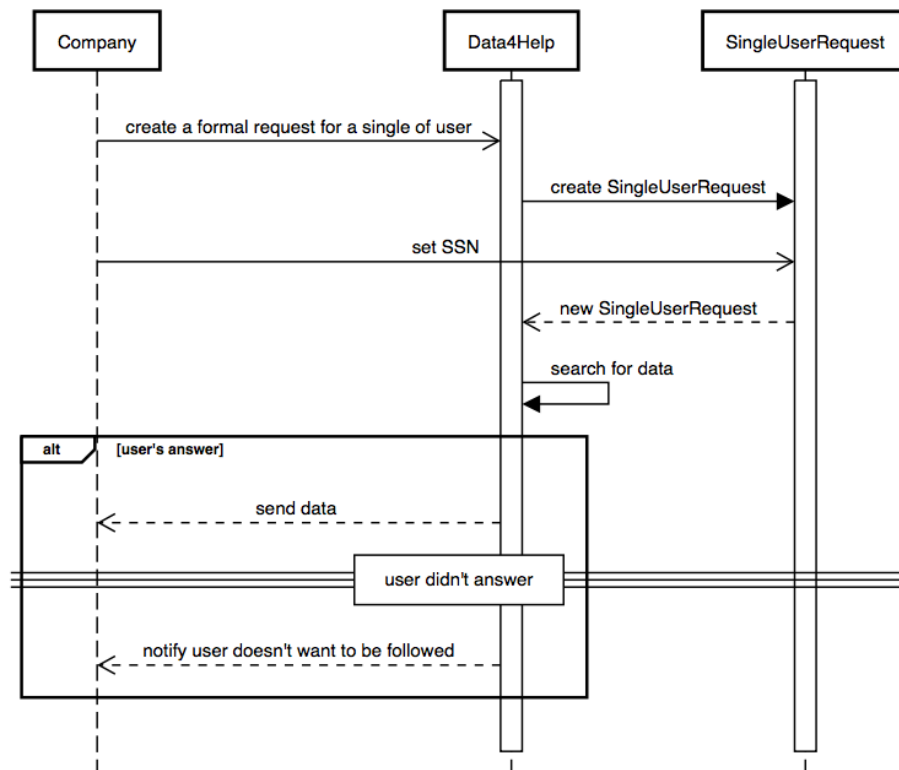 Company
Data4Help
SingleUserRequest
create a formal request for a single of user
create SingleUserRequest
set SSN
new SingleUserRequest
search for data
alt
[user's answer]
send data
user didn't answer
notify user doesn't want to be followed